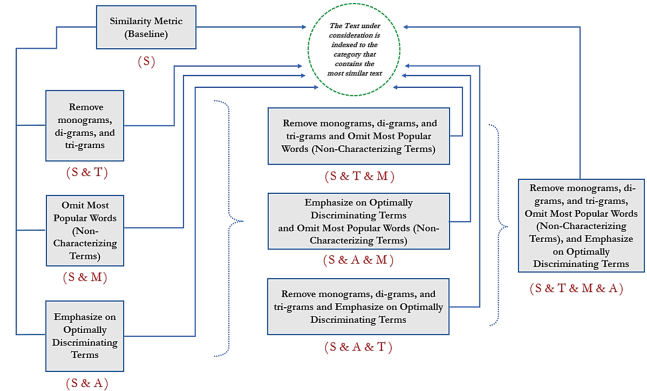 Similarity Metric
(Baseline)
(S)
The Text under
consideration is
indexed to the
category that
contains the
most similar text
Remove
monograms,
di-grams, and
tri-grams
(S & T)
Omit Most
Popular Words
(Non-
Characterizing
Terms)
(S & M)
Emphasize on
Optimally
Discriminating
Terms
(S & A)
Remove monograms, di-grams, and
tri-grams and Omit Most Popular
Words (Non-Characterizing Terms)
(S & T & M)
Emphasize on Optimally
Discriminating Terms
and Omit Most Popular Words (Non-
Characterizing Terms)
(S & A & M)
Remove monograms, di-grams, and
tri-grams and Emphasize on Optimally
Discriminating Terms
(S & A & T)
Remove monograms, di-
grams, and tri-grams,
Omit Most Popular Words
(Non-Characterizing
Terms), and Emphasize
on Optimally
Discriminating Terms
(S & T & M & A)